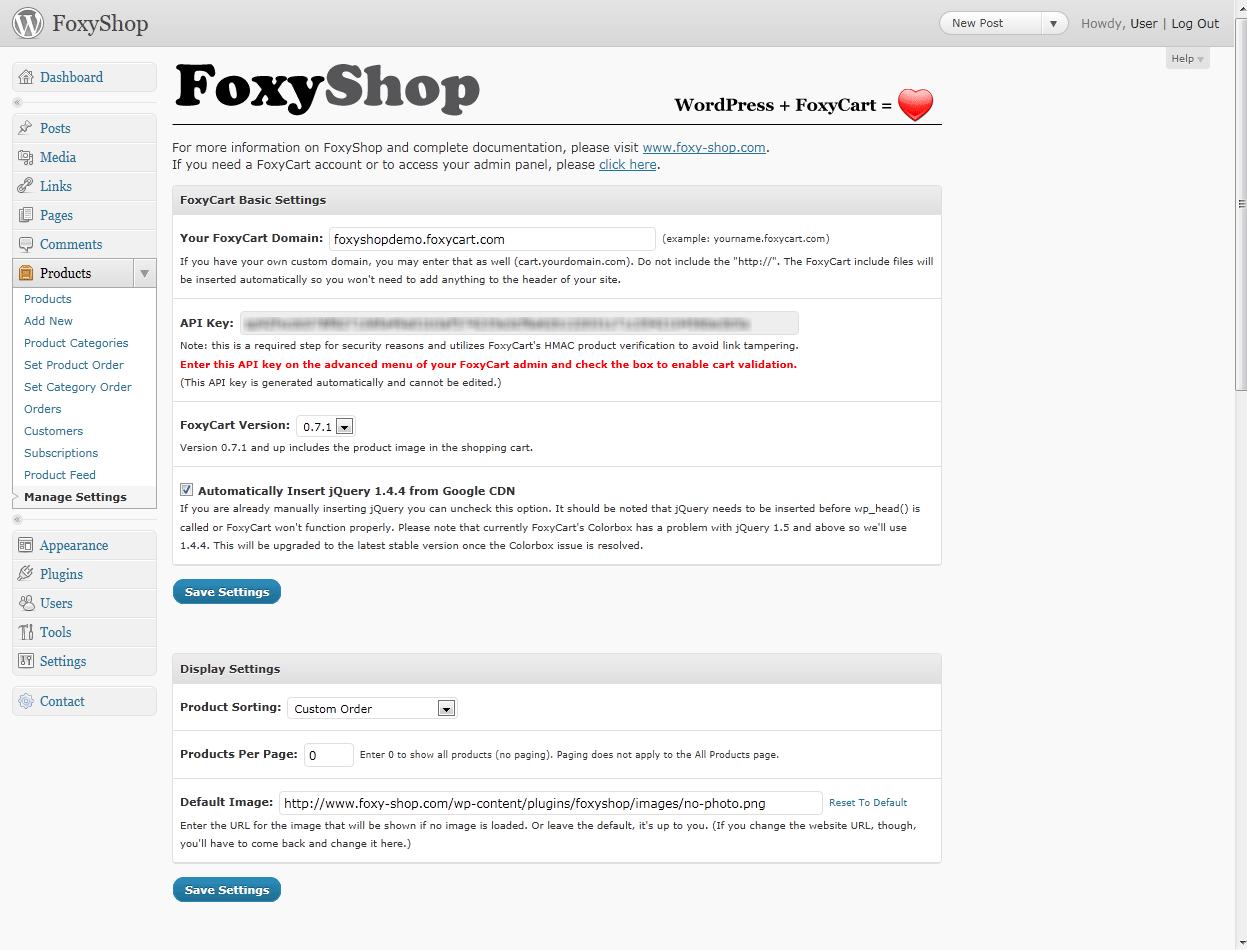 FoxyShop
New Post
Howdy, User | Log Out
Help
Dashboard
Posts
Media
Links
Pages
Comments
Products
Products
Add New
Product Categories
Set Product Order
Set Category Order
Orders
Customers
Subscriptions
Product Feed
Manage Settings
Appearance
Plugins
Users
Tools
Settings
Contact
FoxyShop
WordPress + FoxyCart =
For more information on FoxyShop and complete documentation, please visit www.foxy-shop.com.
If you need a FoxyCart account or to access your admin panel, please click here.
FoxyCart Basic Settings
Your FoxyCart Domain: foxyshopdemo.foxycart.com (example: yourname.foxycart.com)
If you have your own custom domain, you may enter that as well (cart.yourdomain.com). Do not include the "http://". The FoxyCart include files will
be inserted automatically so you won't need to add anything to the header of your site.
API Key:
Note: this is a required step for security reasons and utilizes FoxyCart's HMAC product verification to avoid link tampering.
Enter this API key on the advanced menu of your FoxyCart admin and check the box to enable cart validation.
(This API key is generated automatically and cannot be edited.)
FoxyCart Version: 0.7.1
Version 0.7.1 and up includes the product image in the shopping cart.
Automatically Insert jQuery 1.4.4 from Google CDN
If you are already manually inserting jQuery you can uncheck this option. It should be noted that jQuery needs to be inserted before wp_head() is
called or FoxyCart won't function properly. Please note that currently FoxyCart's Colorbox has a problem with jQuery 1.5 and above so we'll use
1.4.4. This will be upgraded to the latest stable version once the Colorbox issue is resolved.
Save Settings
Display Settings
Product Sorting: Custom Order
Products Per Page: 0 Enter 0 to show all products (no paging). Paging does not apply to the All Products page.
Default Image: http://www.foxy-shop.com/wp-content/plugins/foxyshop/images/no-photo.png Reset To Default
Enter the URL for the image that will be shown if no image is loaded. Or leave the default, it's up to you. (If you change the website URL, though,
you'll have to come back and change it here.)
Save Settings